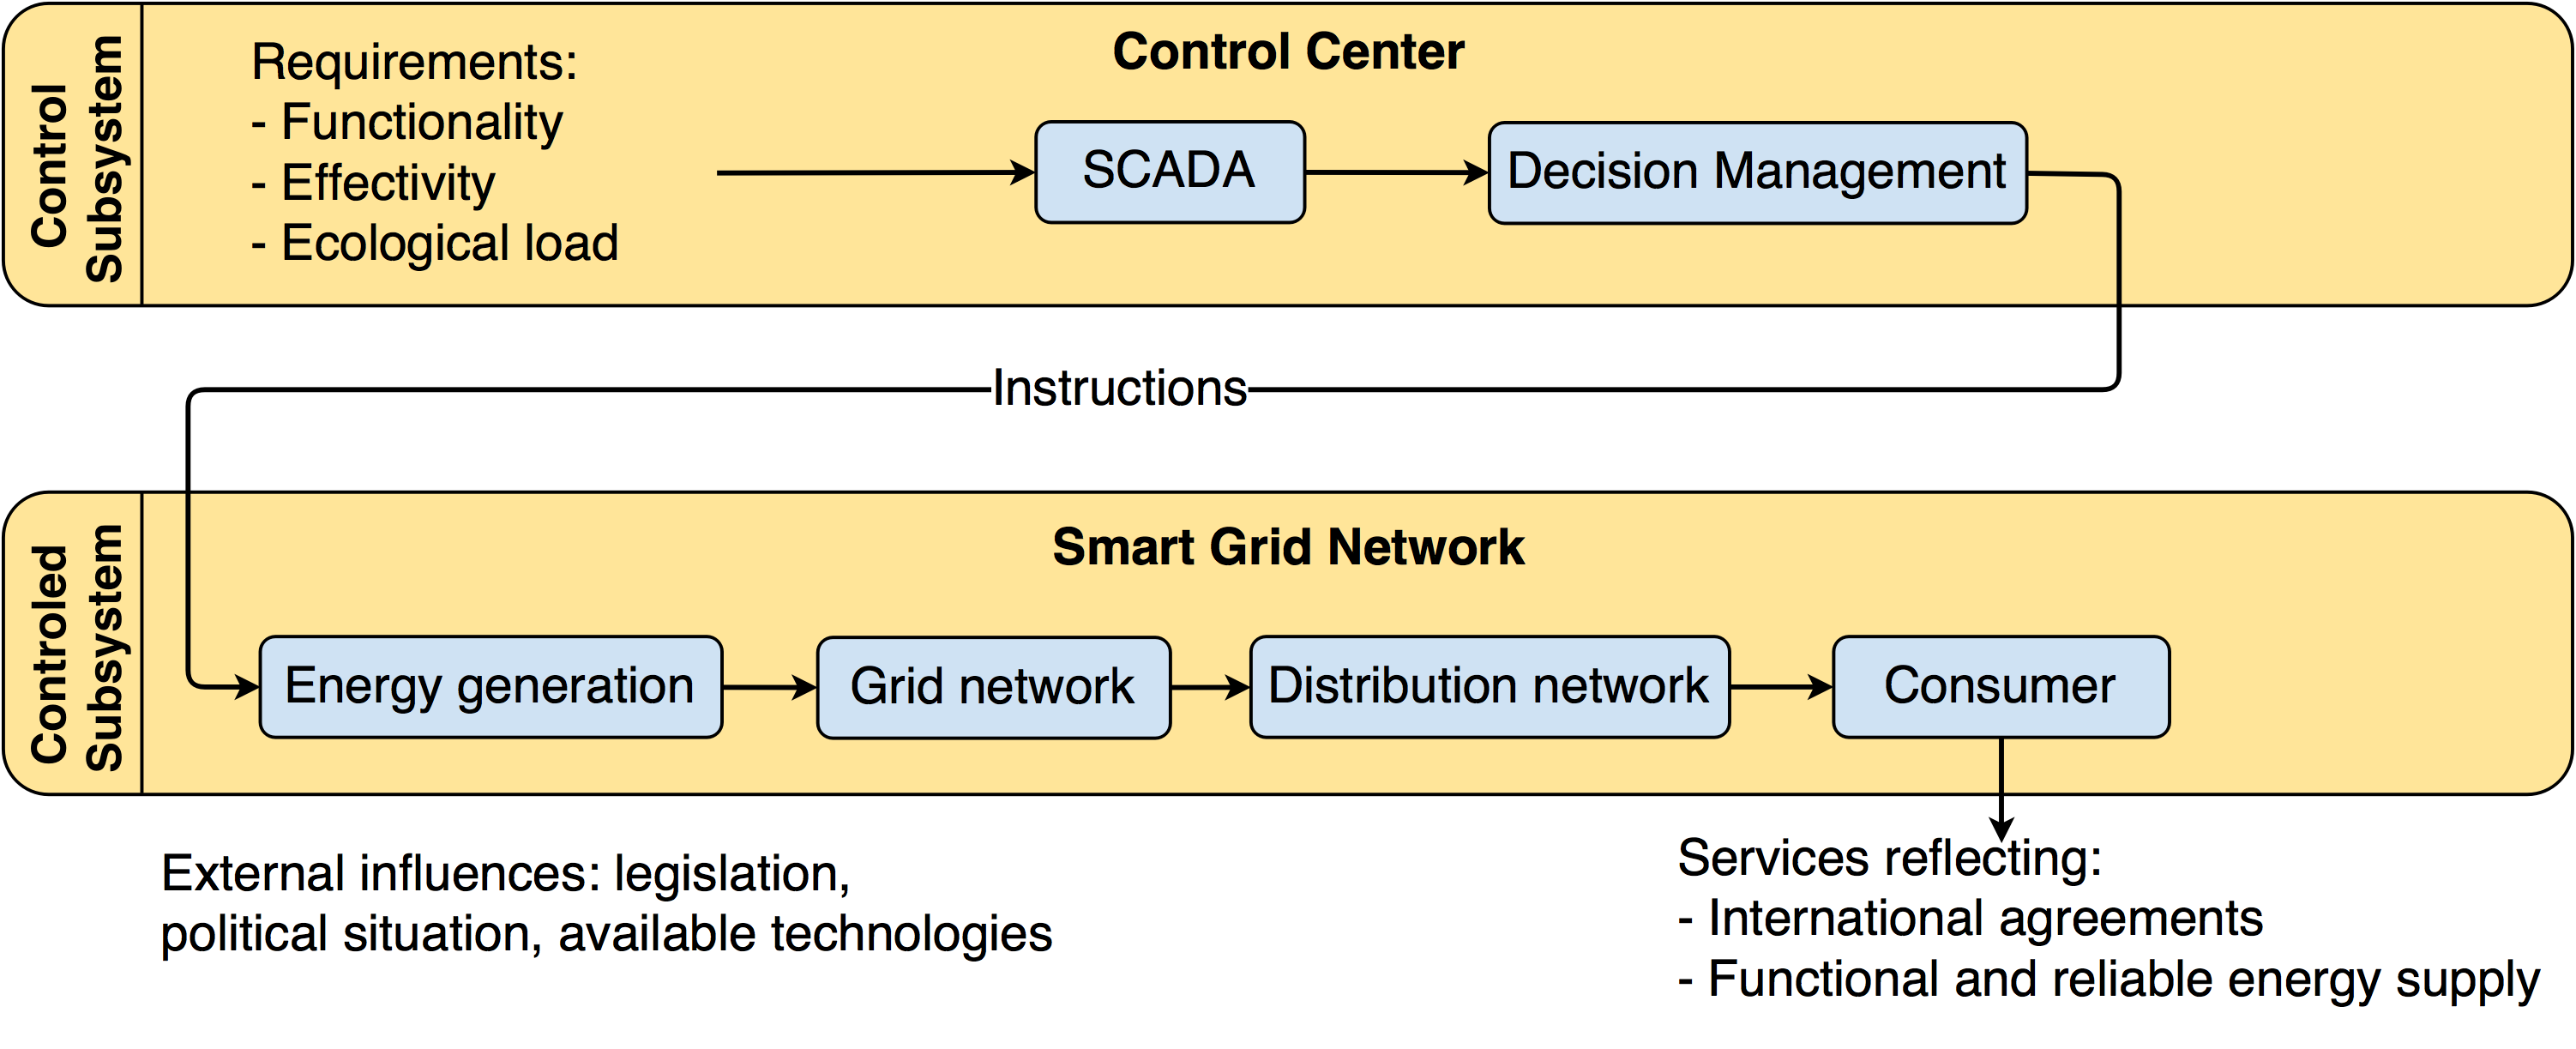 Control
Subsystem
Requirements:
- Functionality
- Effectivity
- Ecological load
Control Center
SCADA
Decision Management
Instructions
Controled
Subsystem
Smart Grid Network
Energy generation
Grid network
Distribution network
Consumer
External influences: legislation,
political situation, available technologies
Services reflecting:
- International agreements
- Functional and reliable energy supply